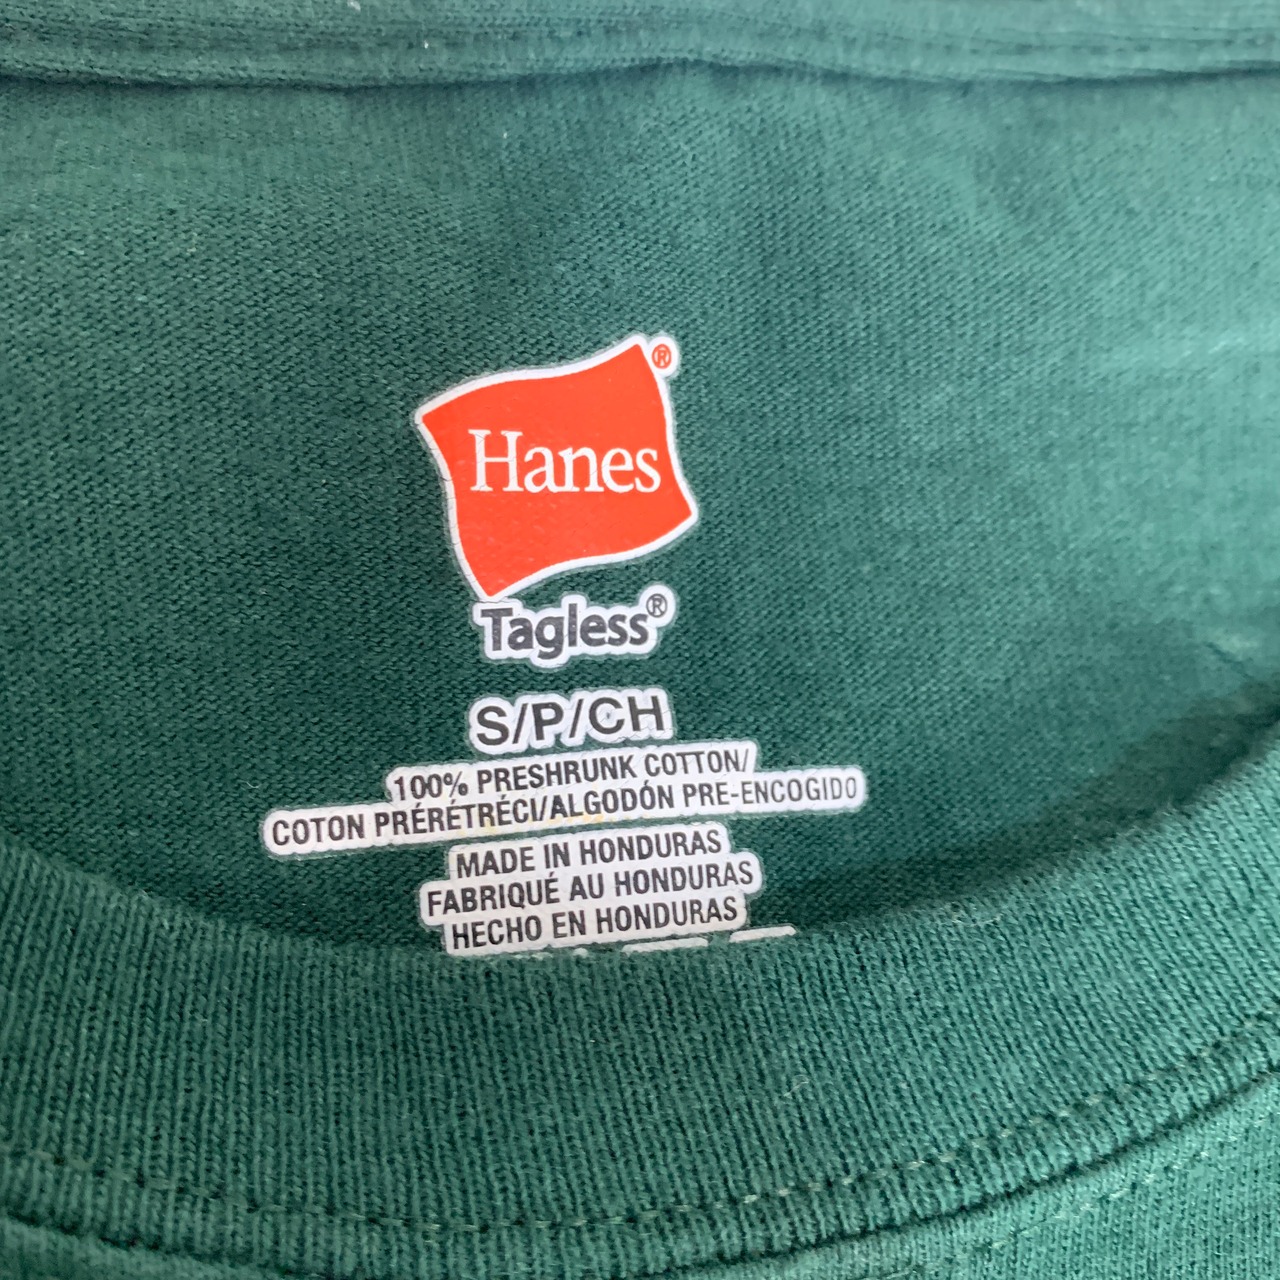 Hanes®
Tagless®
S/P/CH
100% PRESHRUNK COTTON/
COTON PRÉRÉTRÉCI/ALGODÓN PRE-ENCOGIDO
MADE IN HONDURAS
FABRIQUÉ AU HONDURAS
HECHO EN HONDURAS